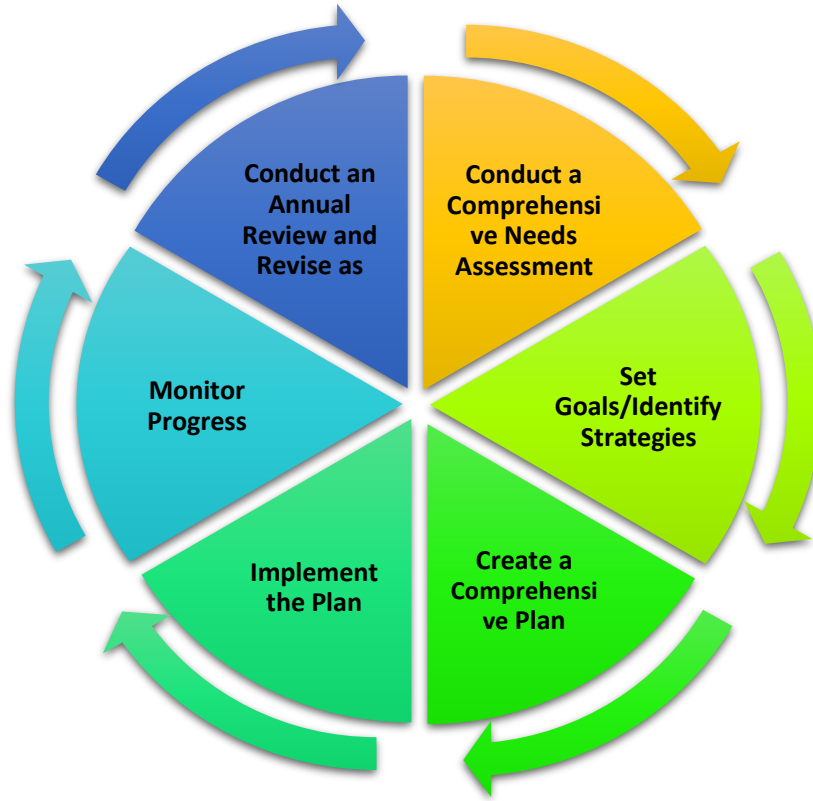 Conduct a
Comprehensi
ve Needs
Assessment
Set
Goals/Identify
Strategies
Create a
Comprehensi
ve Plan
Implement
the Plan
Monitor
Progress
Conduct an
Annual
Review and
Revise as